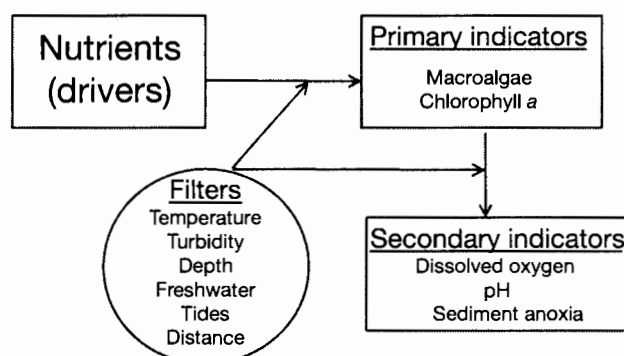 Nutrients
(drivers)
Primary indicators
Macroalgae
Chlorophyll a
Filters
Temperature
Turbidity
Depth
Freshwater
Tides
Distance
Secondary indicators
Dissolved oxygen
pH
Sediment anoxia